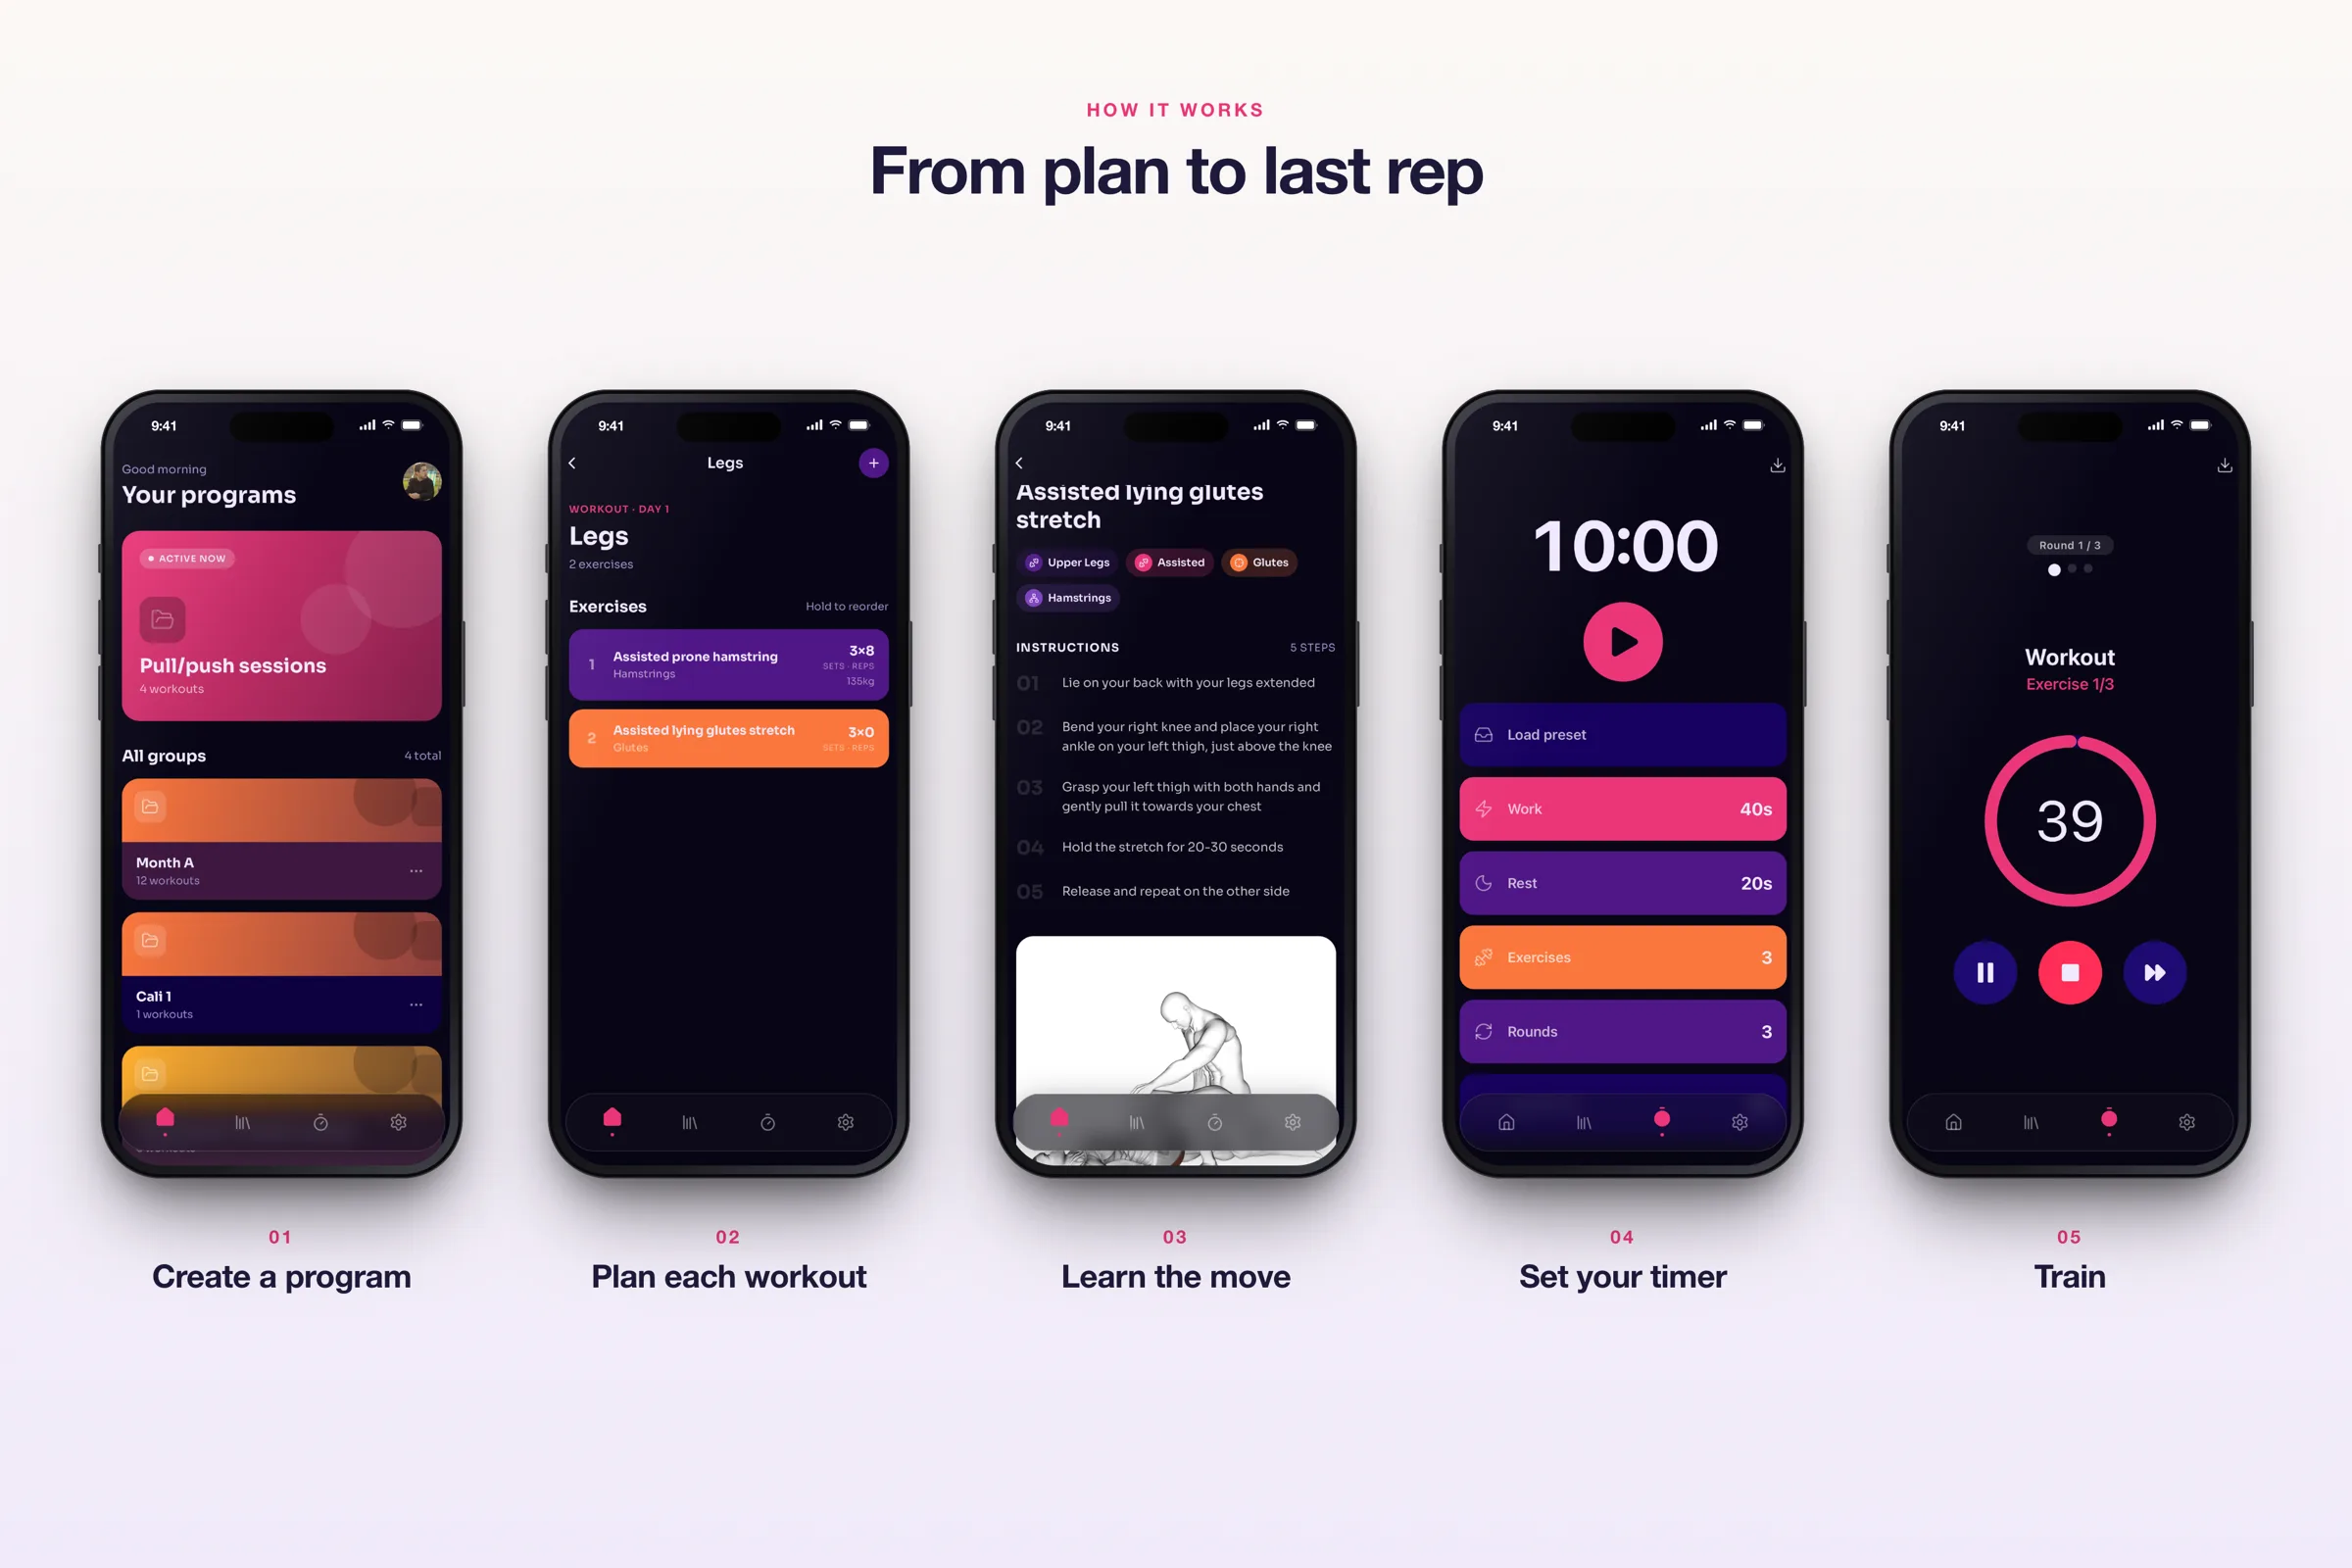 HOW IT WORKS
From plan to last rep
9:41
Good morning
Your programs
ACTIVE NOW
Pull/push sessions
4 workouts
All groups
4 total
Month A
12 workouts
Cali 1
1 workouts
01
Create a program
9:41
Legs
WORKOUT · DAY 1
Legs
2 exercises
Exercises
Hold to reorder
1
Assisted prone hamstring
Hamstrings
3×8
SETS · REPS
135kg
2
Assisted lying glutes stretch
Glutes
3×0
SETS · REPS
02
Plan each workout
9:41
Assisted lying glutes
stretch
Upper Legs
Assisted
Glutes
Hamstrings
INSTRUCTIONS
5 STEPS
01
Lie on your back with your legs extended
02
Bend your right knee and place your right
ankle on your left thigh, just above the knee
03
Grasp your left thigh with both hands and
gently pull it towards your chest
04
Hold the stretch for 20-30 seconds
05
Release and repeat on the other side
03
Learn the move
9:41
10:00
Load preset
Work
40s
Rest
20s
Exercises
3
Rounds
3
04
Set your timer
9:41
Round 1 / 3
Workout
Exercise 1/3
39
05
Train